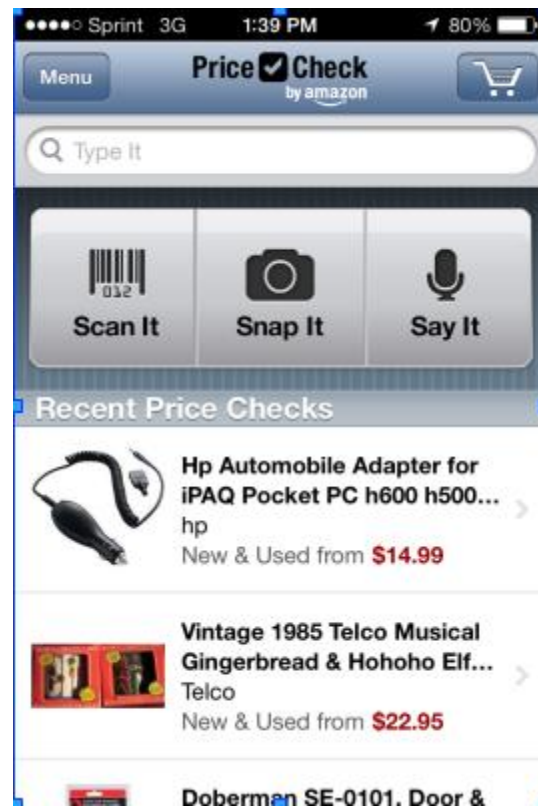 Sprint 3G 1:39 PM 80%
Menu Price Check
by amazon
Type It
012
Scan It Snap It Say It
Recent Price Checks
Hp Automobile Adapter for
iPAQ Pocket PC h600 h500...
hp
New & Used from $14.99
Vintage 1985 Telco Musical
Gingerbread & Hohoho Elf...
Telco
New & Used from $22.95
Doberman SE-0101, Door &